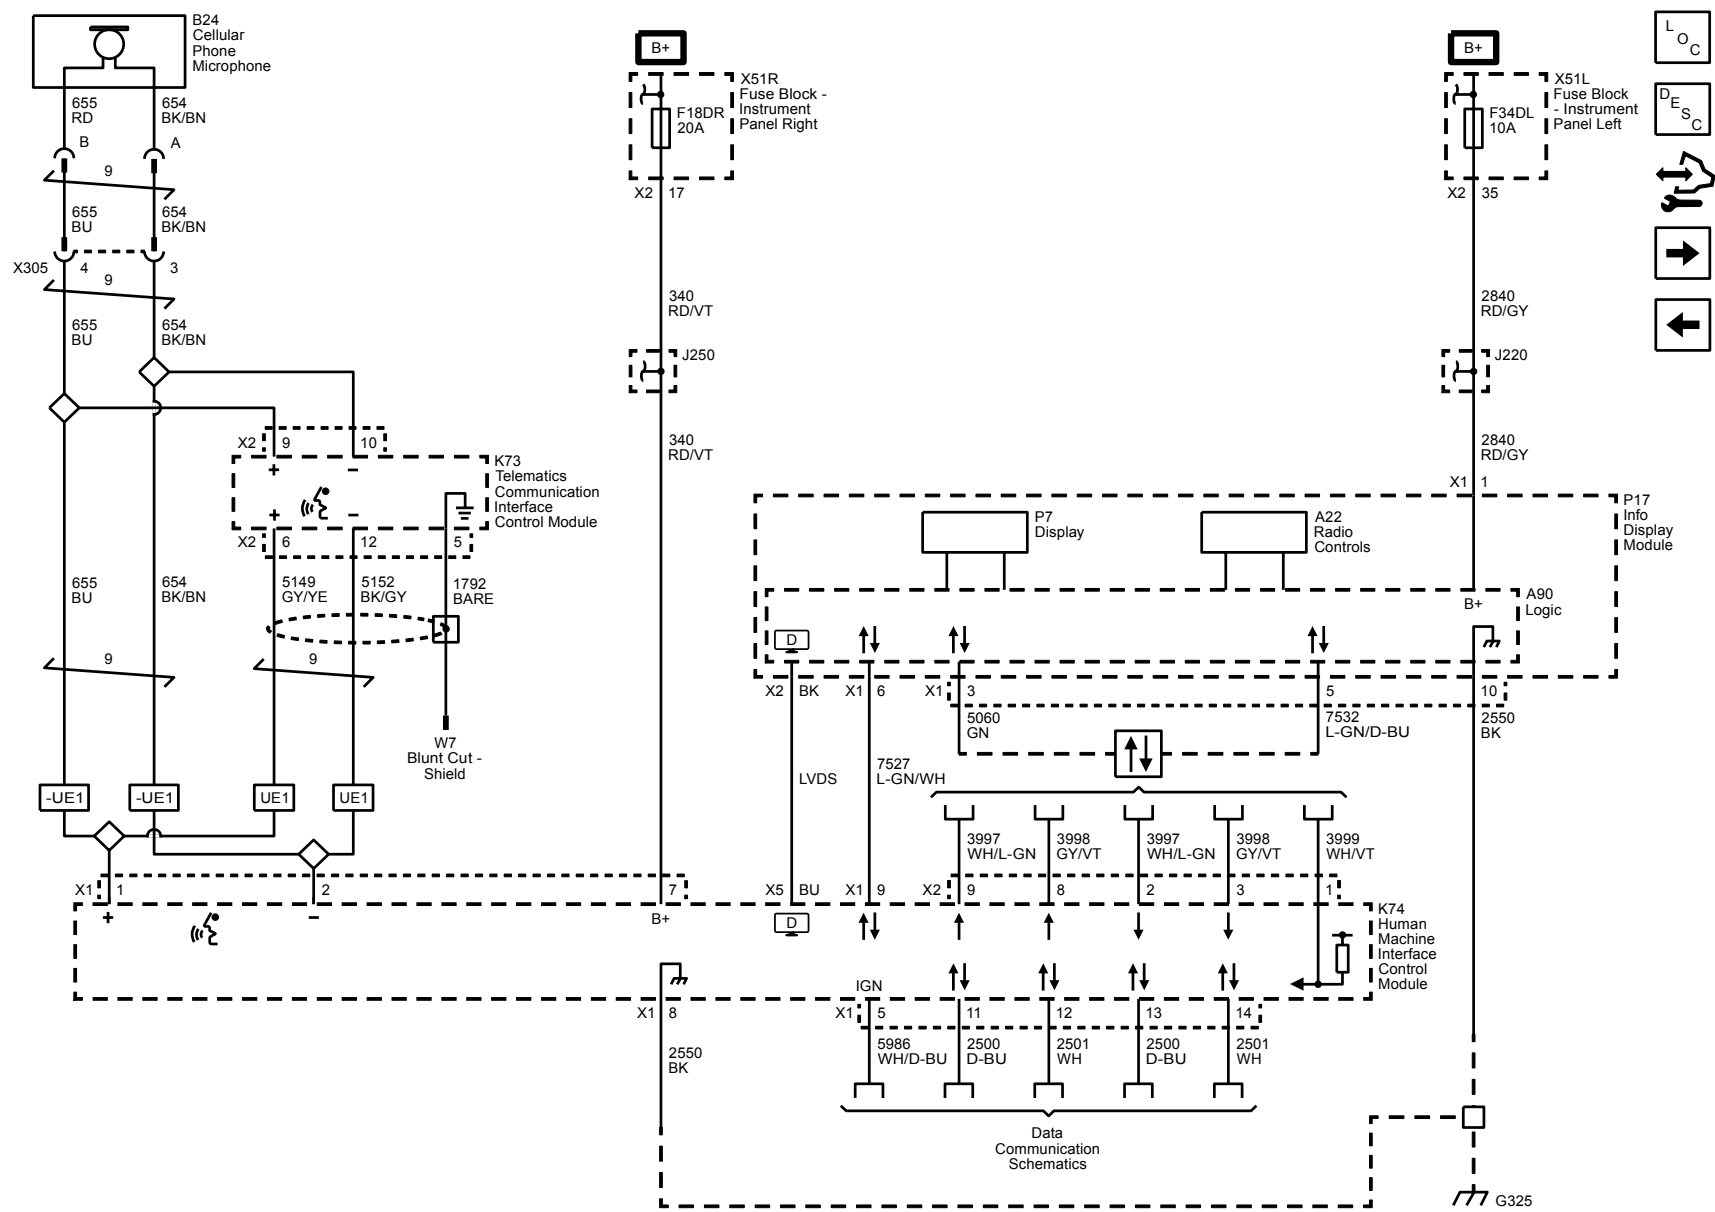 B24
Cellular
Phone
Microphone
655
RD
654
BK/BN
B
A
9
655
BU
654
BK/BN
X305
4
3
9
655
BU
654
BK/BN
X2
9
10
+
−
K73
Telematics
Communication
Interface
Control Module
+
−
X2
6
12
5
655
BU
654
BK/BN
5149
GY/YE
5152
BK/GY
1792
BARE
9
9
W7
Blunt Cut -
Shield
-UE1
-UE1
UE1
UE1
B+
X51R
Fuse Block -
Instrument
Panel Right
F18DR
20A
X2
17
340
RD/VT
J250
340
RD/VT
B+
X51L
Fuse Block
- Instrument
Panel Left
F34DL
10A
X2
35
2840
RD/GY
J220
2840
RD/GY
X1
1
P17
Info
Display
Module
P7
Display
A22
Radio
Controls
A90
Logic
B+
D
X2
BK
X1
6
X1
3
5
10
5060
GN
7532
L-GN/D-BU
2550
BK
LVDS
7527
L-GN/WH
3997
WH/L-GN
3998
GY/VT
3997
WH/L-GN
3998
GY/VT
3999
WH/VT
X1
1
2
7
X5
BU
X1
9
X2
9
8
2
3
1
+
−
B+
D
K74
Human
Machine
Interface
Control
Module
IGN
X1
8
X1
5
11
12
13
14
2550
BK
5986
WH/D-BU
2500
D-BU
2501
WH
2500
D-BU
2501
WH
Data
Communication
Schematics
G325
LOC
DESC